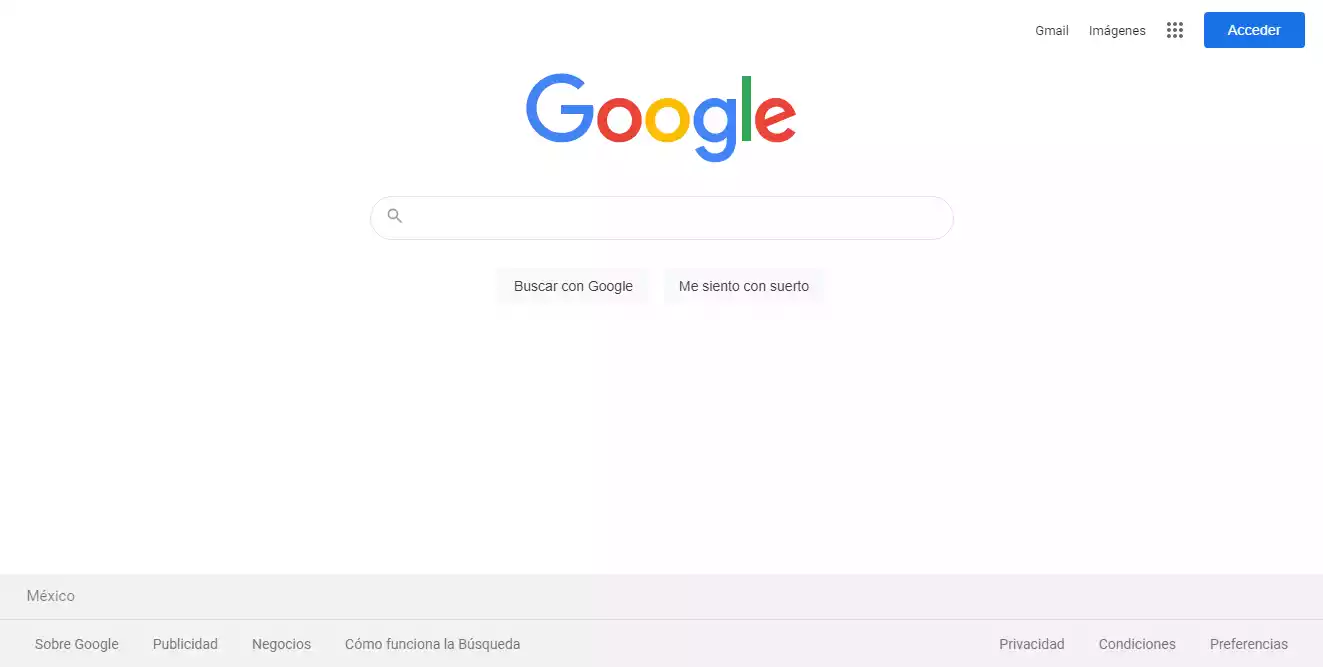 Gmail Imágenes Acceder
Google
Buscar con Google Me siento con suerto
México
Sobre Google Publicidad Negocios Cómo funciona la Búsqueda Privacidad Condiciones Preferencias